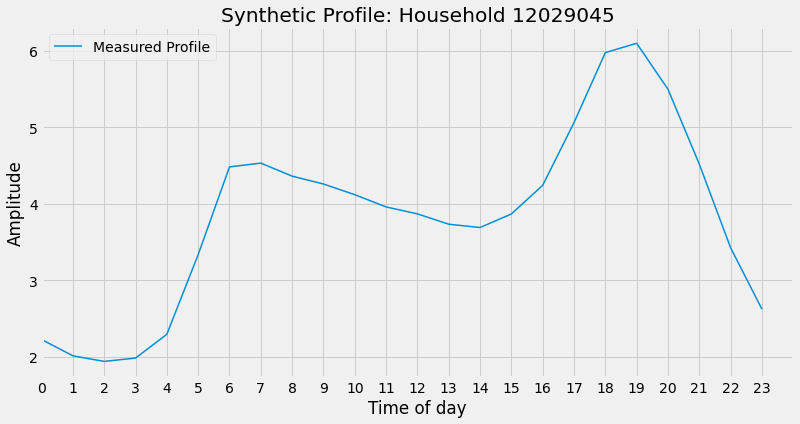 Synthetic Profile: Household 12029045
Measured Profile
Amplitude
6
5
4
3
2
0 1 2 3 4 5 6 7 8 9 10 11 12 13 14 15 16 17 18 19 20 21 22 23
Time of day